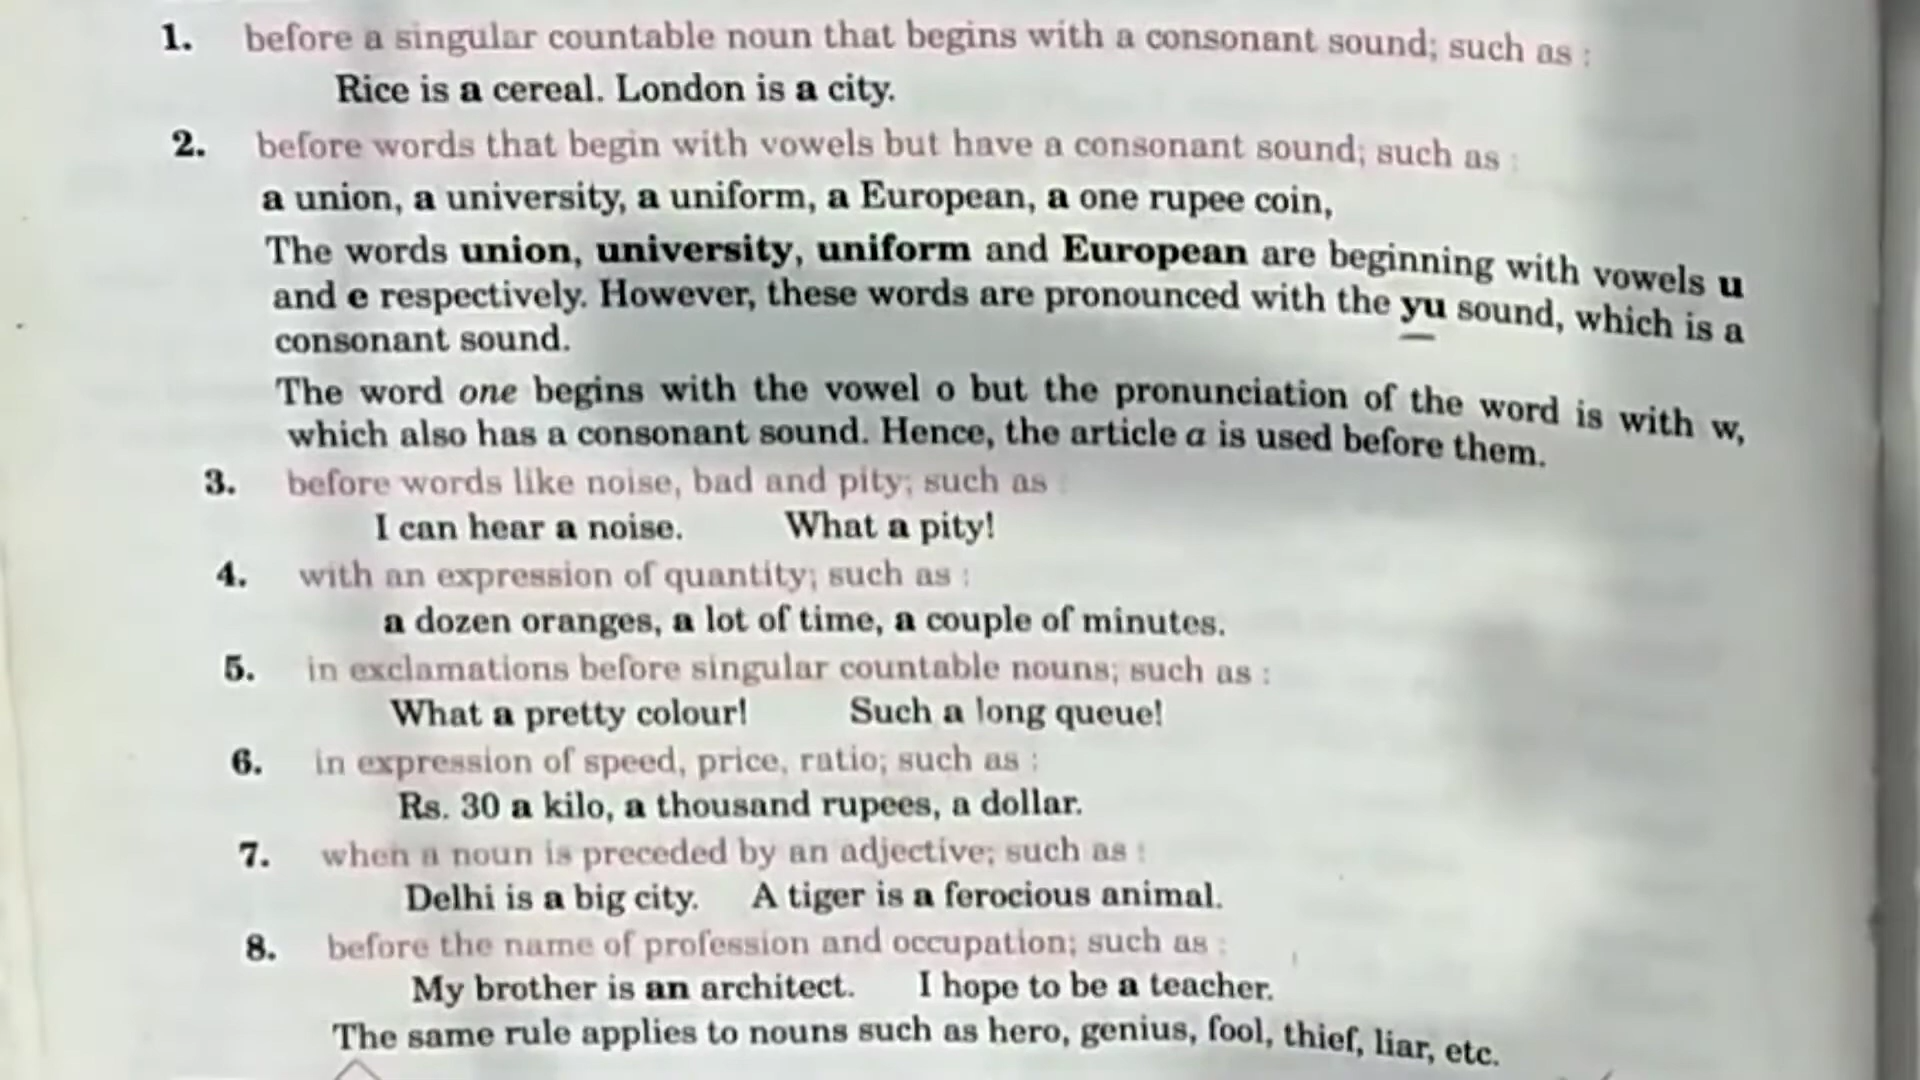 1. before a singular countable noun that begins with a consonant sound; such as :
Rice is a cereal. London is a city.
2. before words that begin with vowels but have a consonant sound; such as :
a union, a university, a uniform, a European, a one rupee coin,
The words union, university, uniform and European are beginning with vowels u
and e respectively. However, these words are pronounced with the yu sound, which is a
consonant sound.
The word one begins with the vowel o but the pronunciation of the word is with w,
which also has a consonant sound. Hence, the article a is used before them.
3. before words like noise, bad and pity; such as :
I can hear a noise. What a pity!
4. with an expression of quantity; such as :
a dozen oranges, a lot of time, a couple of minutes.
5. in exclamations before singular countable nouns; such as :
What a pretty colour! Such a long queue!
6. in expression of speed, price, ratio; such as :
Rs. 30 a kilo, a thousand rupees, a dollar.
7. when a noun is preceded by an adjective; such as :
Delhi is a big city. A tiger is a ferocious animal.
8. before the name of profession and occupation; such as :
My brother is an architect. I hope to be a teacher.
The same rule applies to nouns such as hero, genius, fool, thief, liar, etc.